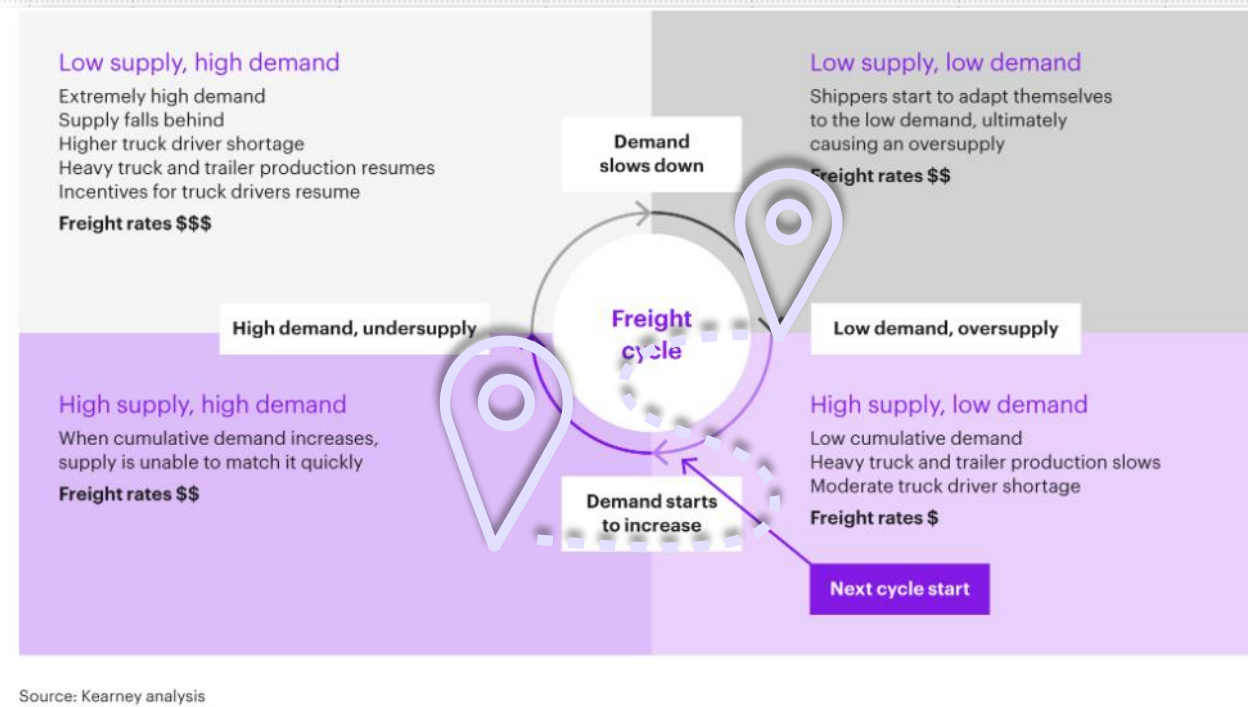 Low supply, high demand
Extremely high demand
Supply falls behind
Higher truck driver shortage
Heavy truck and trailer production resumes
Incentives for truck drivers resume
Freight rates $$$
Demand
slows down
Low supply, low demand
Shippers start to adapt themselves
to the low demand, ultimately
causing an oversupply
Freight rates $$
High demand, undersupply
Freight
cycle
Low demand, oversupply
High supply, high demand
When cumulative demand increases,
supply is unable to match it quickly
Freight rates $$
Demand starts
to increase
High supply, low demand
Low cumulative demand
Heavy truck and trailer production slows
Moderate truck driver shortage
Freight rates $
Next cycle start
Source: Kearney analysis